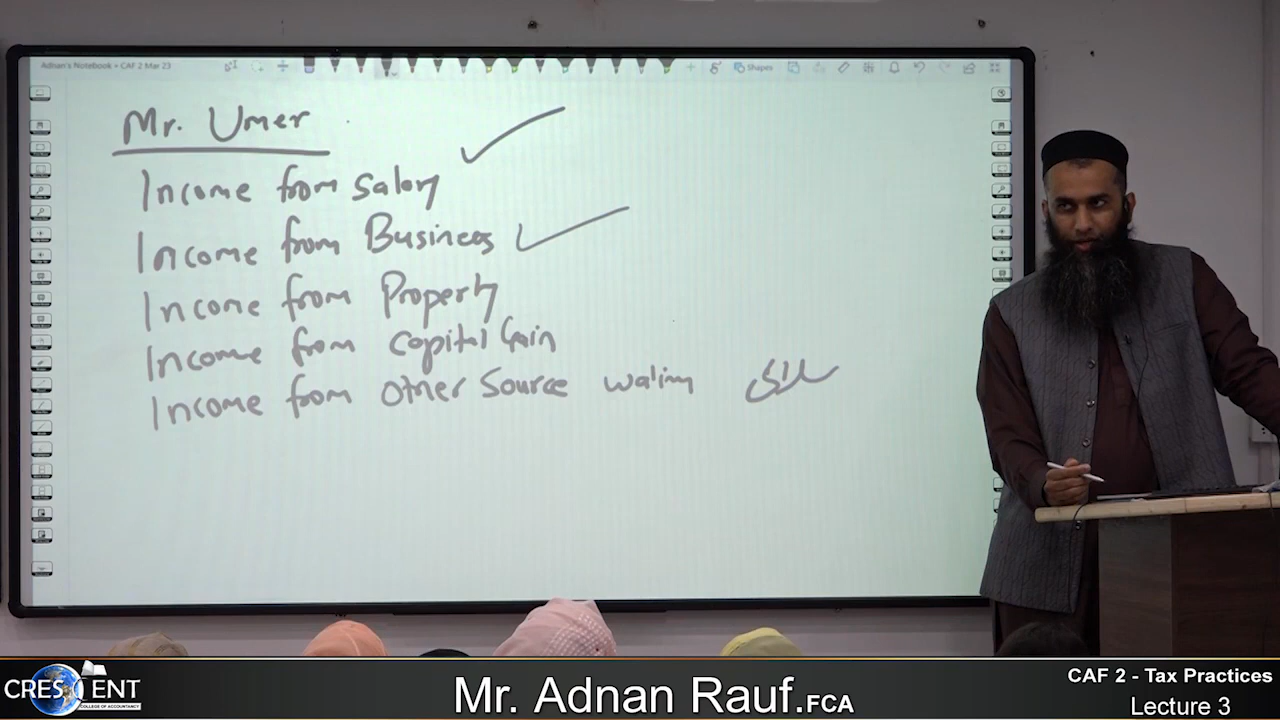 Adnan's Notebook • CAF 2 Mar 23
Shapes
Mr. Umer
Income from Salary
Income from Business
Income from Property
Income from Capital Gain
Income from Other Source
CRESCENT
COLLEGE OF ACCOUNTANCY
Mr. Adnan Rauf.FCA
CAF 2 - Tax Practices
Lecture 3